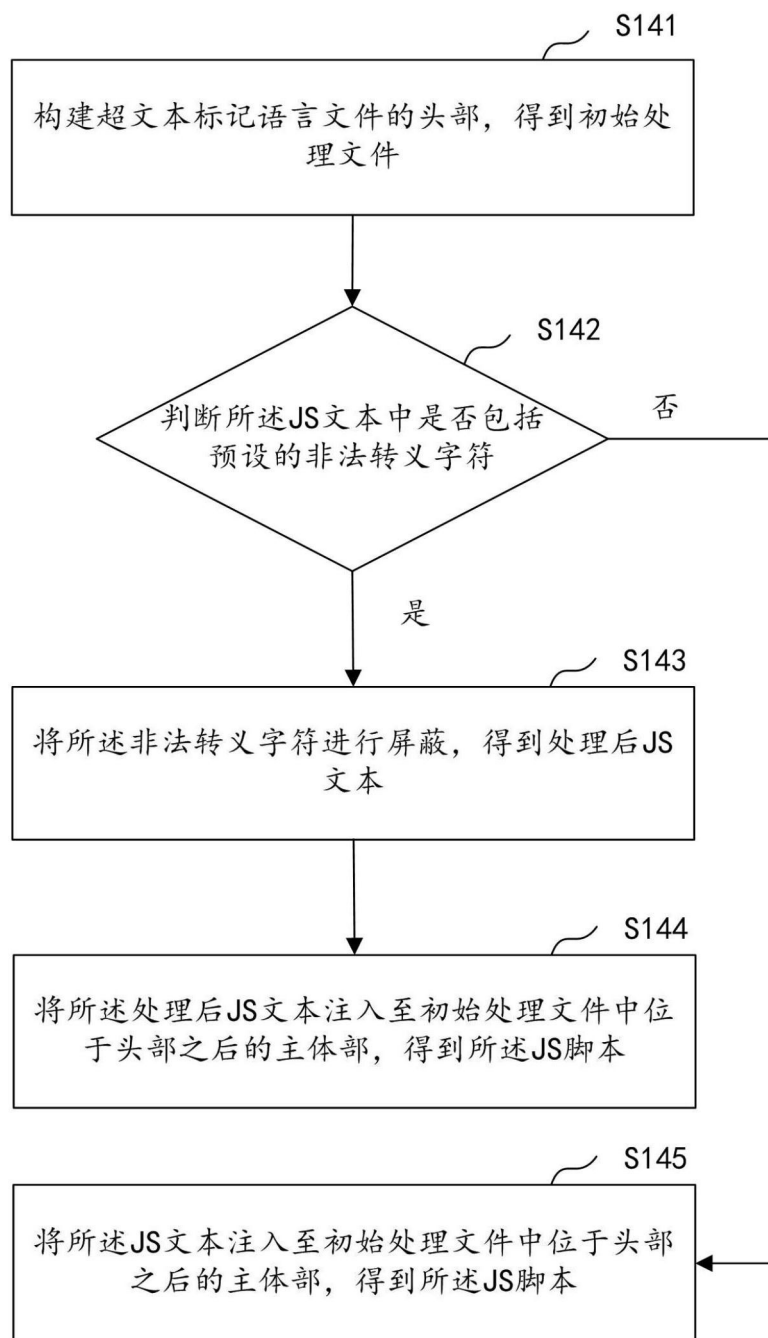 S141
构建超文本标记语言文件的头部，得到初始处
理文件
S142
判断所述JS文本中是否包括
预设的非法转义字符
否
是
S143
将所述非法转义字符进行屏蔽，得到处理后JS
文本
S144
将所述处理后JS文本注入至初始处理文件中位
于头部之后的主体部，得到所述JS脚本
S145
将所述JS文本注入至初始处理文件中位于头部
之后的主体部，得到所述JS脚本